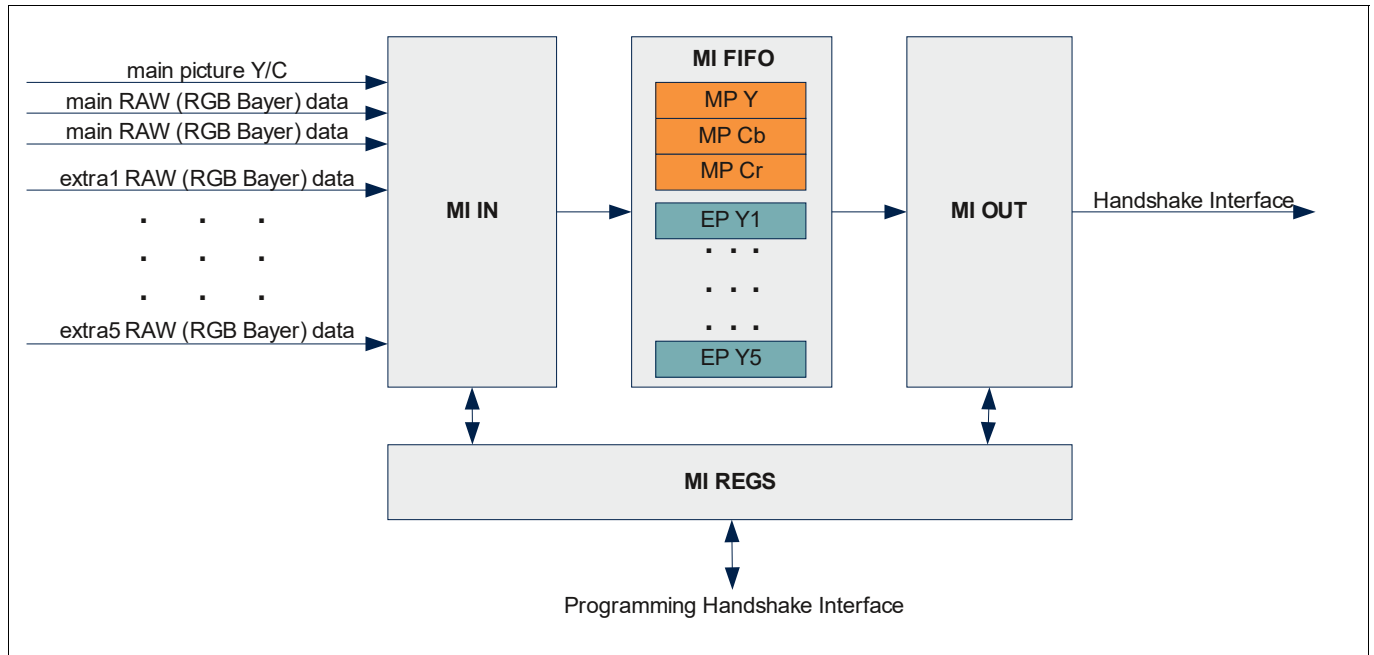 main picture Y/C
main RAW (RGB Bayer) data
main RAW (RGB Bayer) data
extra1 RAW (RGB Bayer) data
. . .
. . .
. . .
extra5 RAW (RGB Bayer) data
MI IN
MI FIFO
MP Y
MP Cb
MP Cr
EP Y1
. . .
. . .
. . .
EP Y5
MI OUT
Handshake Interface
MI REGS
Programming Handshake Interface